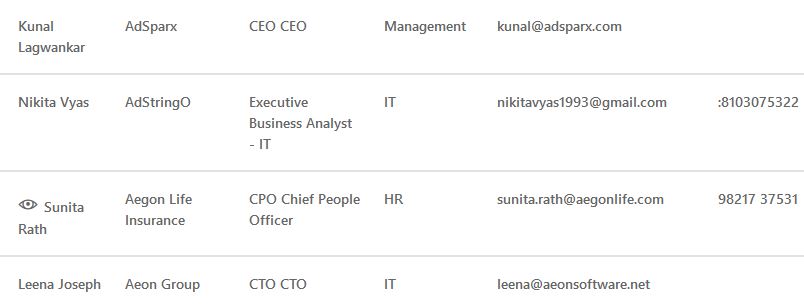 Kunal Lagwankar AdSparx CEO CEO Management kunal@adsparx.com
Nikita Vyas AdStringO Executive Business Analyst - IT IT nikitavyas1993@gmail.com :8103075322
Sunita Rath Aegon Life Insurance CPO Chief People Officer HR sunita.rath@aegonlife.com 98217 37531
Leena Joseph Aeon Group CTO CTO IT leena@aeonsoftware.net